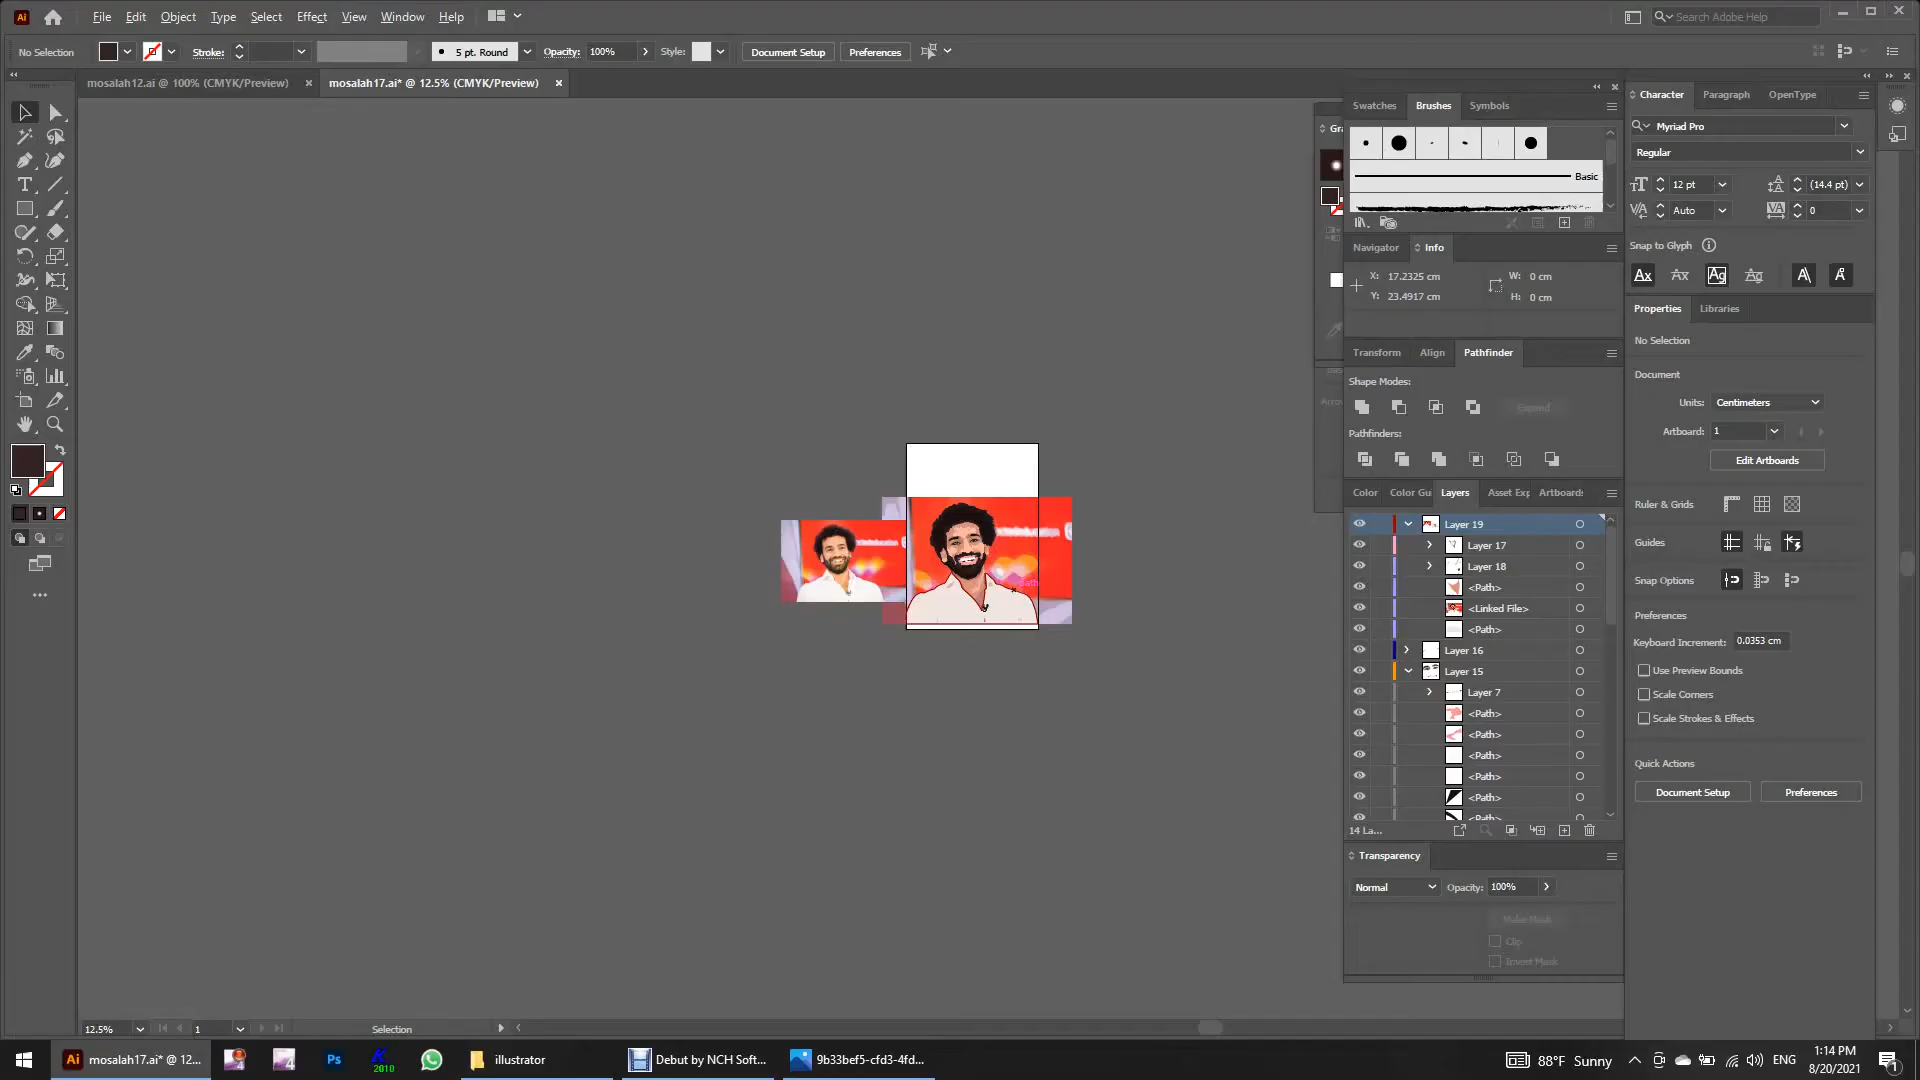 Ai File Edit Object Type Select Effect View Window Help
Search Adobe Help
No Selection Stroke: 5 pt. Round Opacity: 100% Style: Document Setup Preferences
mosalah12.ai @ 100% (CMYK/Preview) mosalah17.ai* @ 12.5% (CMYK/Preview)
Swatches Brushes Symbols
Basic
Navigator Info
X: 17.2325 cm W: 0 cm
Y: 23.4917 cm H: 0 cm
Transform Align Pathfinder
Shape Modes:
Expand
Pathfinders:
Color Color Gu Layers Asset Exp Artboards
Layer 19
Layer 17
Layer 18
<Path>
<Linked File>
<Path>
Layer 16
Layer 15
Layer 7
<Path>
<Path>
<Path>
<Path>
<Path>
<Path>
14 La...
Transparency
Normal Opacity: 100%
Make Mask
Clip
Invert Mask
Character Paragraph OpenType
Myriad Pro
Regular
12 pt (14.4 pt)
Auto 0
Snap to Glyph
Properties Libraries
No Selection
Document
Units: Centimeters
Artboard: 1
Edit Artboards
Ruler & Grids
Guides
Snap Options
Preferences
Keyboard Increment: 0.0353 cm
Use Preview Bounds
Scale Corners
Scale Strokes & Effects
Quick Actions
Document Setup Preferences
12.5% 1 Selection
mosalah17.ai* @ 12... Ps 2010 illustrator Debut by NCH Soft... 9b33bef5-cfd3-4fd... 88°F Sunny ENG
1:14 PM
8/20/2021